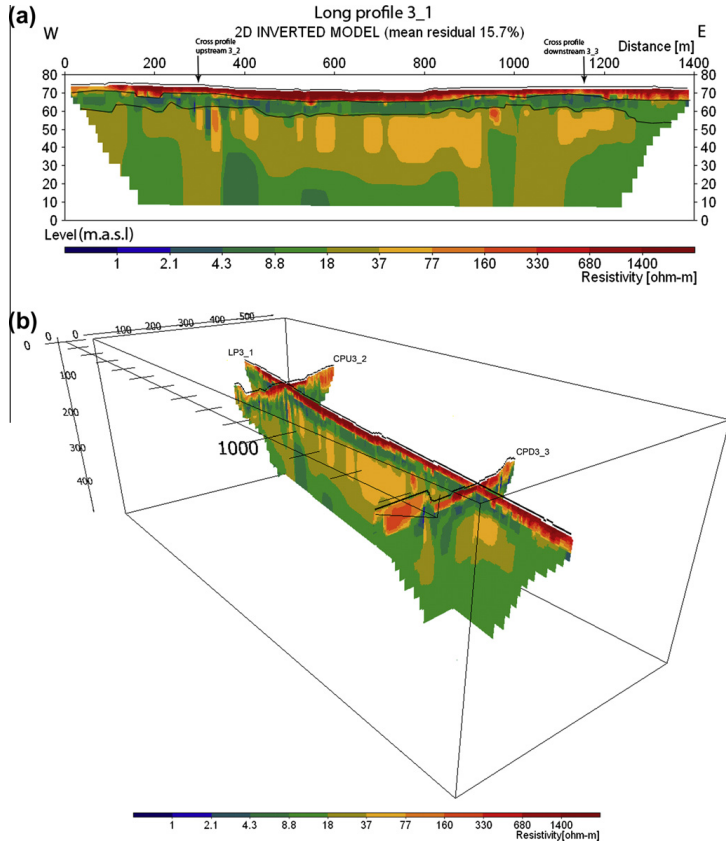 (a)
Long profile 3_1
2D INVERTED MODEL (mean residual 15.7%)
W
E
Cross profile
upstream 3_2
Cross profile
downstream 3_3
Distance [m]
0 200 400 600 800 1000 1200 1400
80 80
70 70
60 60
50 50
40 40
30 30
20 20
10 10
0 0
Level (m.a.s.l)
1 2.1 4.3 8.8 18 37 77 160 330 680 1400
Resistivity [ohm-m]
(b)
0 0 0 100 200 300 400 500
100
200
300
400
1000
LP3_1
CPU3_2
CPD3_3
1 2.1 4.3 8.8 18 37 77 160 330 680 1400
Resistivity[ohm-m]